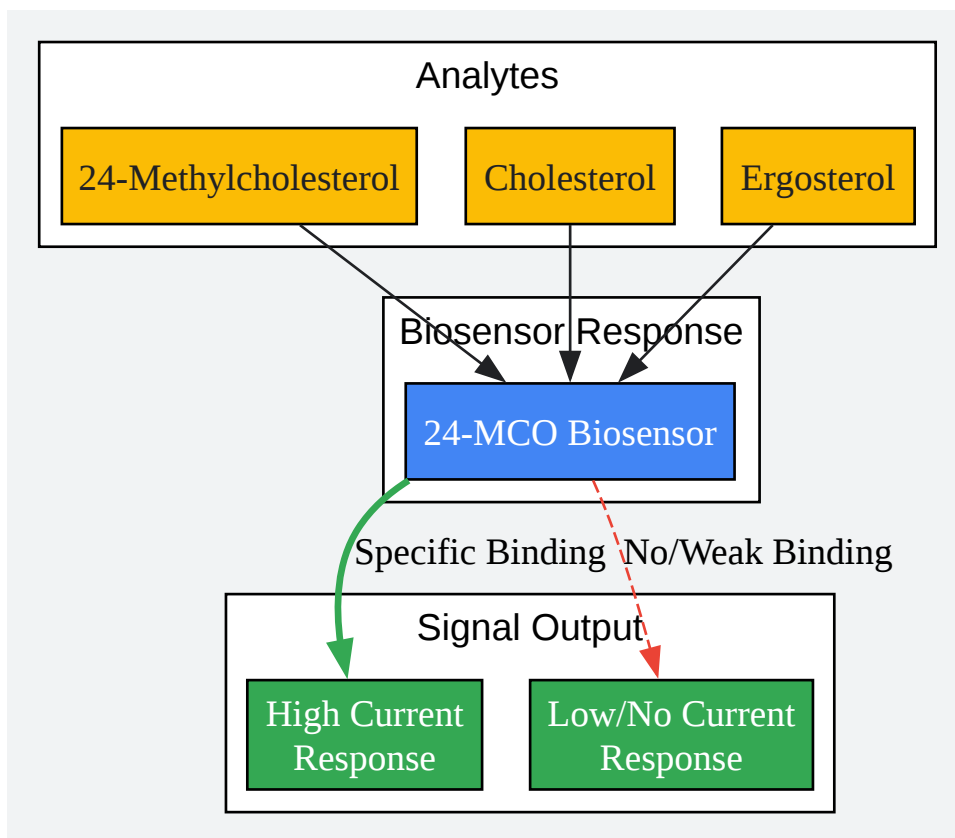 Analytes
24-Methylcholesterol
Cholesterol
Ergosterol
Biosensor Response
24-MCO Biosensor
Specific Binding
No/Weak Binding
Signal Output
High Current
Response
Low/No Current
Response